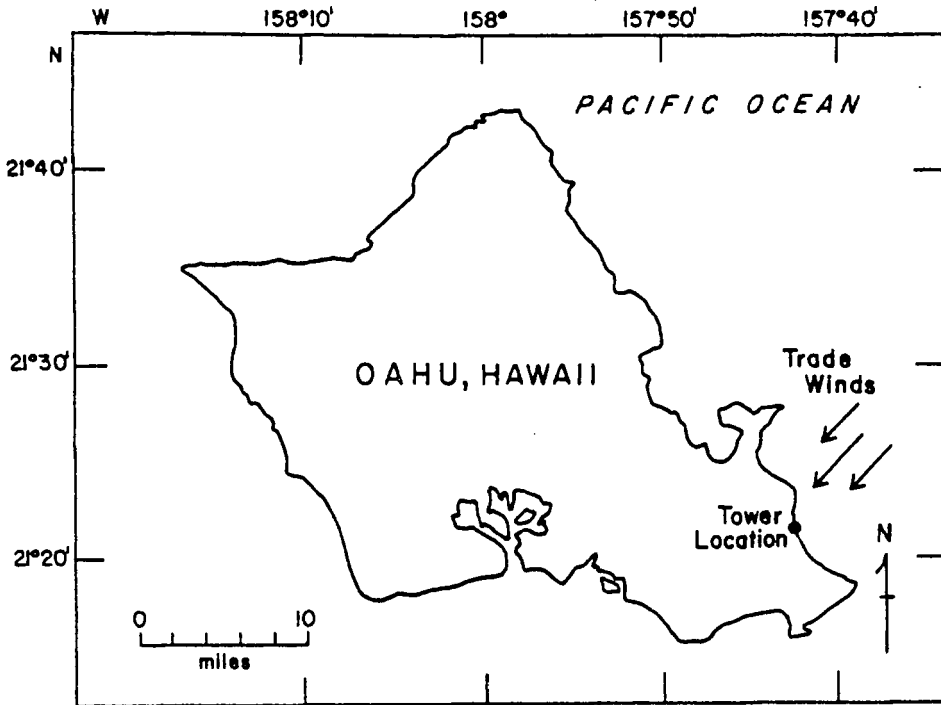 W 158°10' 158° 157°50' 157°40'
N
PACIFIC OCEAN
21°40'
21°30'
OAHU, HAWAII
Trade
Winds
Tower
Location
N
21°20'
0 10
miles